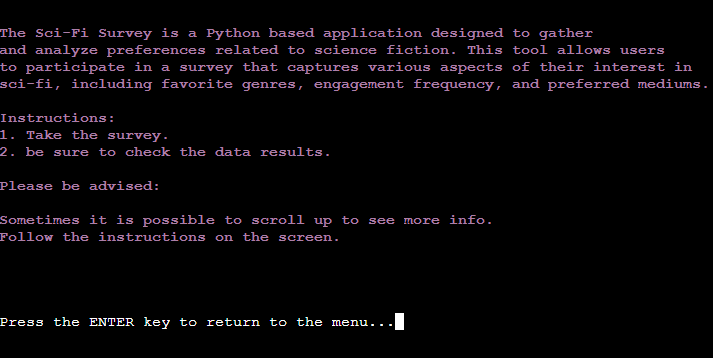 The Sci-Fi Survey is a Python based application designed to gather
and analyze preferences related to science fiction. This tool allows users
to participate in a survey that captures various aspects of their interest in
sci-fi, including favorite genres, engagement frequency, and preferred mediums.
Instructions:
1. Take the survey.
2. be sure to check the data results.
Please be advised:
Sometimes it is possible to scroll up to see more info.
Follow the instructions on the screen.
Press the ENTER key to return to the menu...